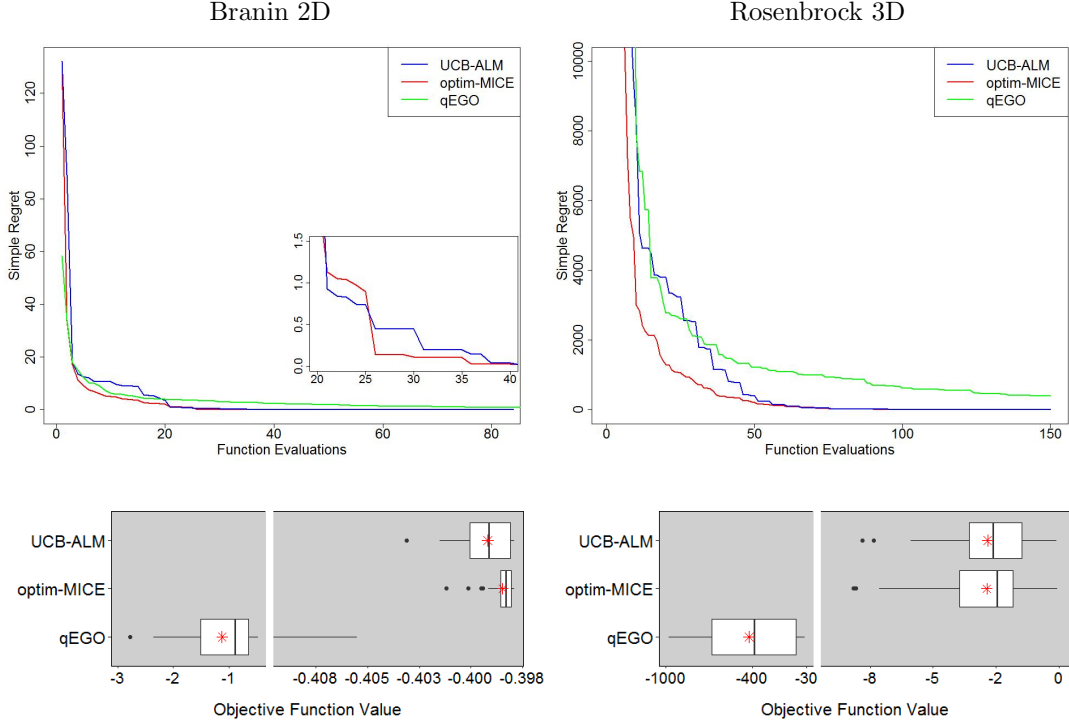 Branin 2D
Rosenbrock 3D
UCB-ALM
optim-MICE
qEGO
120
100
80
60
40
20
0
Simple Regret
1.5
1.0
0.5
0.0
20 25 30 35 40
0 20 40 60 80
Function Evaluations
UCB-ALM
optim-MICE
qEGO
10000
8000
6000
4000
2000
0
Simple Regret
0 50 100 150
Function Evaluations
UCB-ALM
optim-MICE
qEGO
-3 -2 -1 -0.408 -0.405 -0.403 -0.400 -0.398
Objective Function Value
UCB-ALM
optim-MICE
qEGO
-1000 -400 -30 -8 -6 -4 -2 0
Objective Function Value